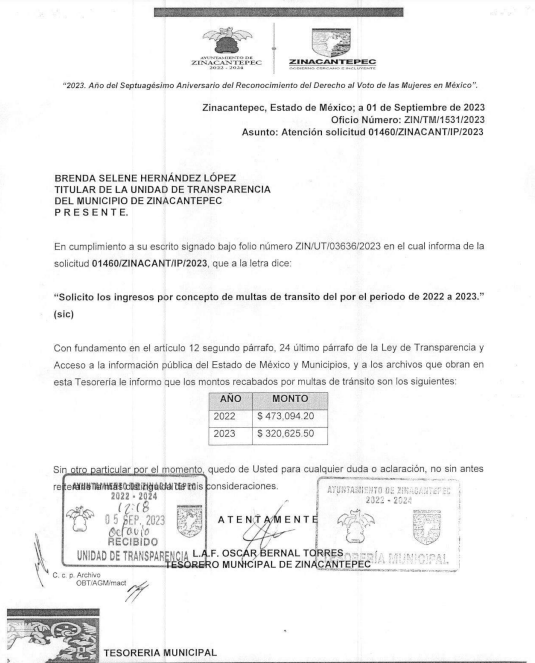 AYUNTAMIENTO DE
ZINACANTEPEC
2022 - 2024
ZINACANTEPEC
"2023. Año del Septuagésimo Aniversario del Reconocimiento del Derecho al Voto de las Mujeres en México".
Zinacantepec, Estado de México; a 01 de Septiembre de 2023
Oficio Número: ZIN/TM/1531/2023
Asunto: Atención solicitud 01460/ZINACANT/IP/2023
BRENDA SELENE HERNÁNDEZ LÓPEZ
TITULAR DE LA UNIDAD DE TRANSPARENCIA
DEL MUNICIPIO DE ZINACANTEPEC
P R E S E N T E.
En cumplimiento a su escrito signado bajo folio número ZIN/UT/03636/2023 en el cual informa de la
solicitud 01460/ZINACANT/IP/2023, que a la letra dice:
"Solicito los ingresos por concepto de multas de transito del por el periodo de 2022 a 2023."
(sic)
Con fundamento en el artículo 12 segundo párrafo, 24 último párrafo de la Ley de Transparencia y
Acceso a la información pública del Estado de México y Municipios, y a los archivos que obran en
esta Tesorería le informo que los montos recabados por multas de tránsito son los siguientes:
AÑO MONTO
2022 $ 473,094.20
2023 $ 320,625.50
Sin otro particular por el momento, quedo de Usted para cualquier duda o aclaración, no sin antes
consideraciones.
AYUNTAMIENTO DE ZINACANTEPEC
2022 - 2024
12:08
05 SEP. 2023
Octavio
RECIBIDO
UNIDAD DE TRANSPARENCIA
A T E N T A M E N T E
L.A.F. OSCAR BERNAL TORRES
TESORERO MUNICIPAL DE ZINACANTEPEC
AYUNTAMIENTO DE ZINACANTEPEC
2022 - 2024
TESORERÍA MUNICIPAL
C. c. p. Archivo
OBT/AGM/mact
TESORERIA MUNICIPAL